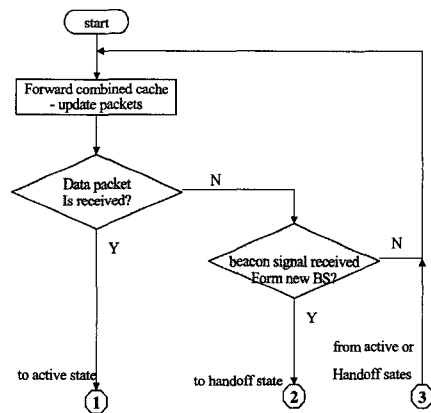 start
Forward combined cache
- update packets
Data packet
Is received?
N
Y
beacon signal received
Form new BS?
N
Y
from active or
Handoff sates
to active state
to handoff state
1
2
3